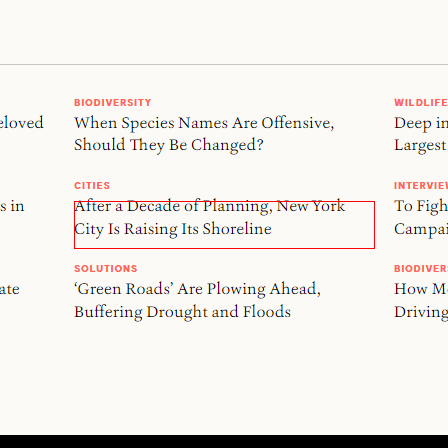 BIODIVERSITY
When Species Names Are Offensive,
Should They Be Changed?
CITIES
After a Decade of Planning, New York
City Is Raising Its Shoreline
SOLUTIONS
‘Green Roads’ Are Plowing Ahead,
Buffering Drought and Floods
eloved
s in
ate
WILDLIFE
Deep in
Largest
INTERVIE
To Figh
Campai
BIODIVER
How M
Driving